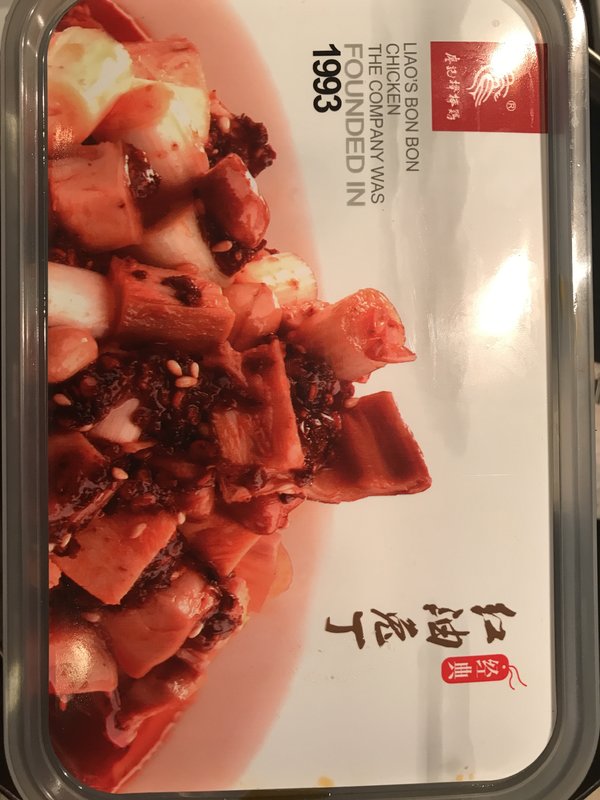 廖記棒棒鸡
®
LIAO'S BON BON
CHICKEN
THE COMPANY WAS
FOUNDED IN
1993
红油兔丁
经典